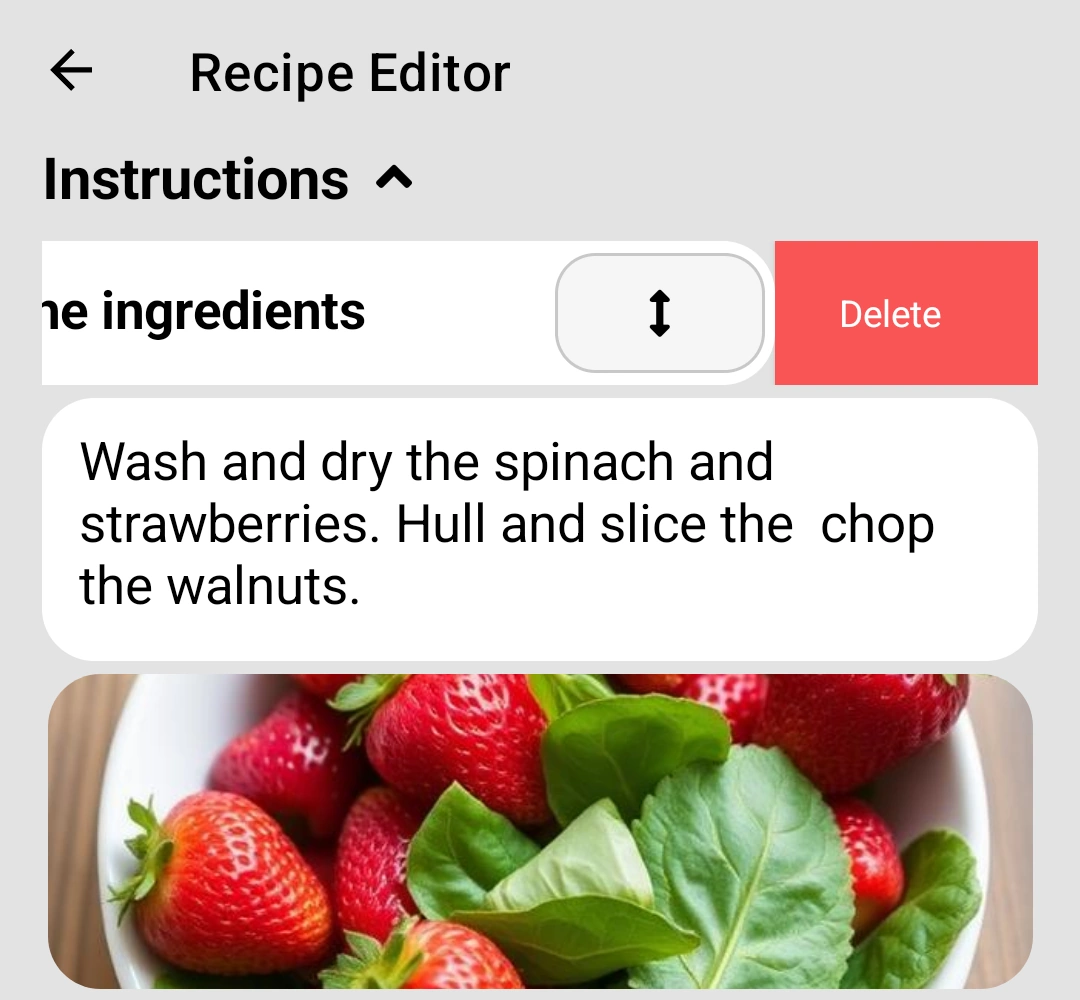 Recipe Editor
Instructions
ne ingredients Delete
Wash and dry the spinach and
strawberries. Hull and slice the  chop
the walnuts.